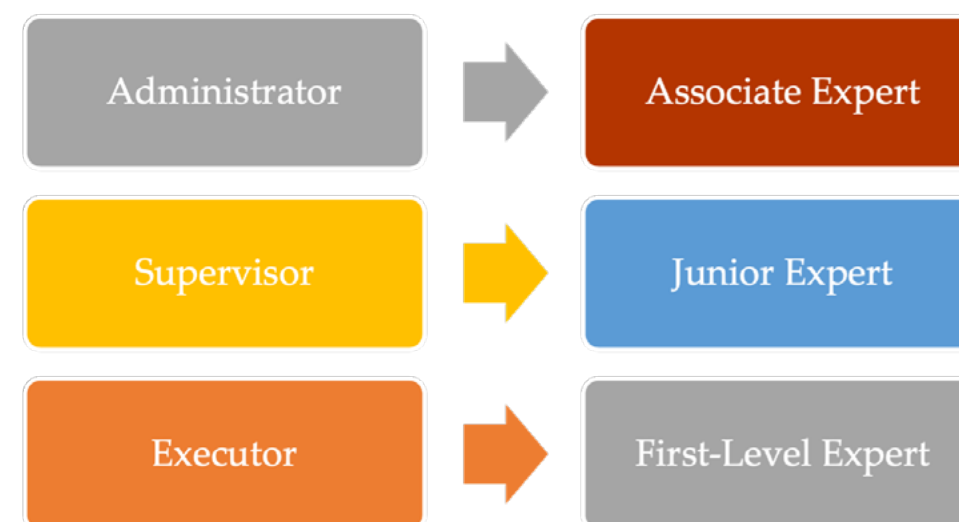 Administrator
Associate Expert
Supervisor
Junior Expert
Executor
First-Level Expert